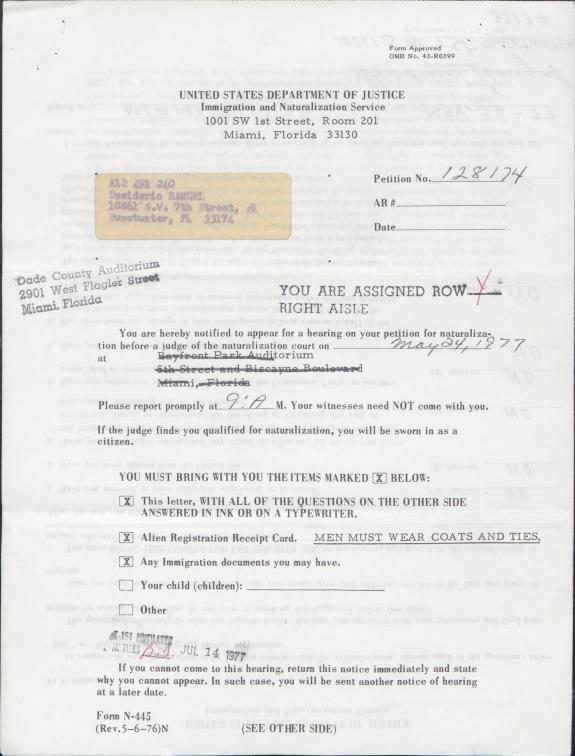 Form Approved
OMB No. 43-R0399
UNITED STATES DEPARTMENT OF JUSTICE
Immigration and Naturalization Service
1001 SW 1st Street, Room 201
Miami, Florida 33130
A12 491 240
Desiderio RANGEL
10861 S.W. 7th Street,
Sweetwater, FL 33174
Petition No. 128174
AR #
Date
Dade County Auditorium
2901 West Flagler Street
Miami, Florida
YOU ARE ASSIGNED ROW Y
RIGHT AISLE
You are hereby notified to appear for a hearing on your petition for naturaliza-
tion before a judge of the naturalization court on May 24, 1977
at Bayfront Park Auditorium
5th Street and Biscayne Boulevard
Miami, Florida
Please report promptly at 9:A M. Your witnesses need NOT come with you.
If the judge finds you qualified for naturalization, you will be sworn in as a
citizen.
YOU MUST BRING WITH YOU THE ITEMS MARKED X BELOW:
X This letter, WITH ALL OF THE QUESTIONS ON THE OTHER SIDE
ANSWERED IN INK OR ON A TYPEWRITER.
X Alien Registration Receipt Card. MEN MUST WEAR COATS AND TIES.
X Any Immigration documents you may have.
Your child (children):
Other
MUTILATED
JUL 14 1977
If you cannot come to this hearing, return this notice immediately and state
why you cannot appear. In such case, you will be sent another notice of hearing
at a later date.
Form N-445
(Rev.5-6-76)N (SEE OTHER SIDE)